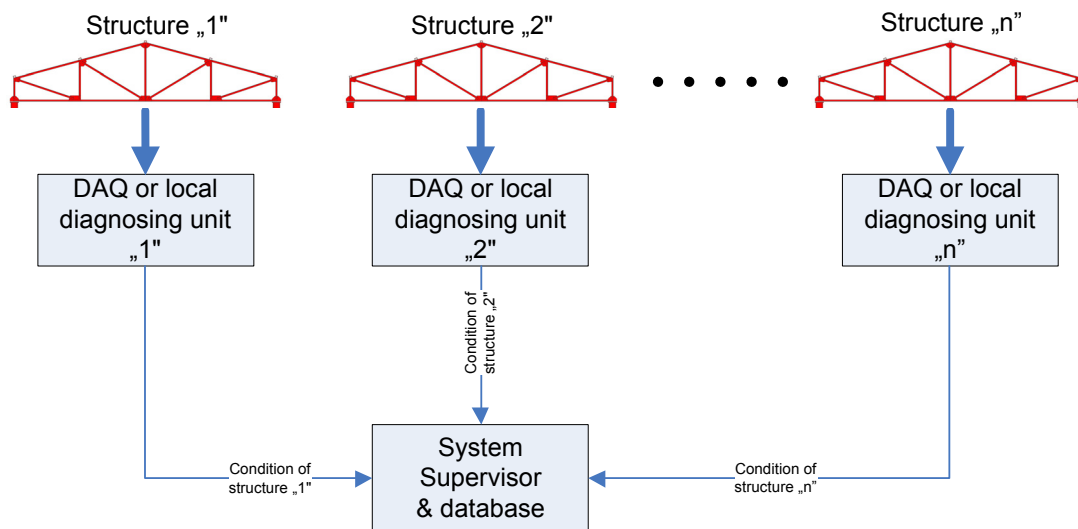 Structure „1"
Structure „2"
Structure „n”
DAQ or local
diagnosing unit
„1"
DAQ or local
diagnosing unit
„2"
DAQ or local
diagnosing unit
„n”
Condition of
structure „2"
System
Supervisor
& database
Condition of
structure „1"
Condition of
structure „n”